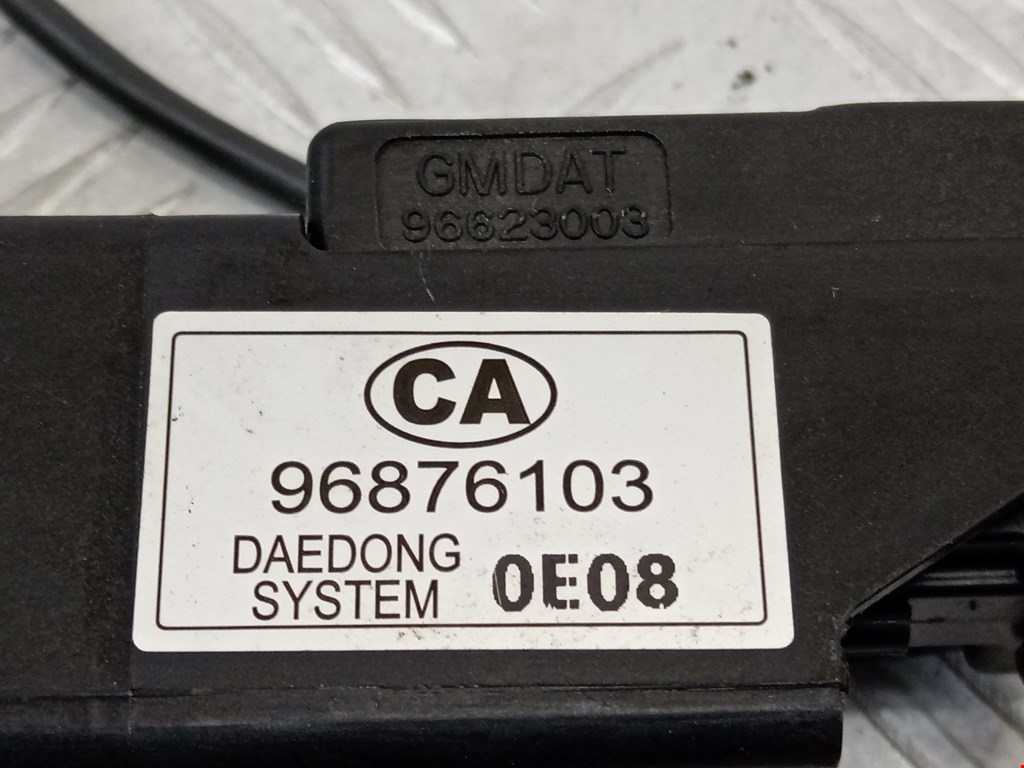 GMDAT
96623003
CA
96876103
DAEDONG
SYSTEM
0E08